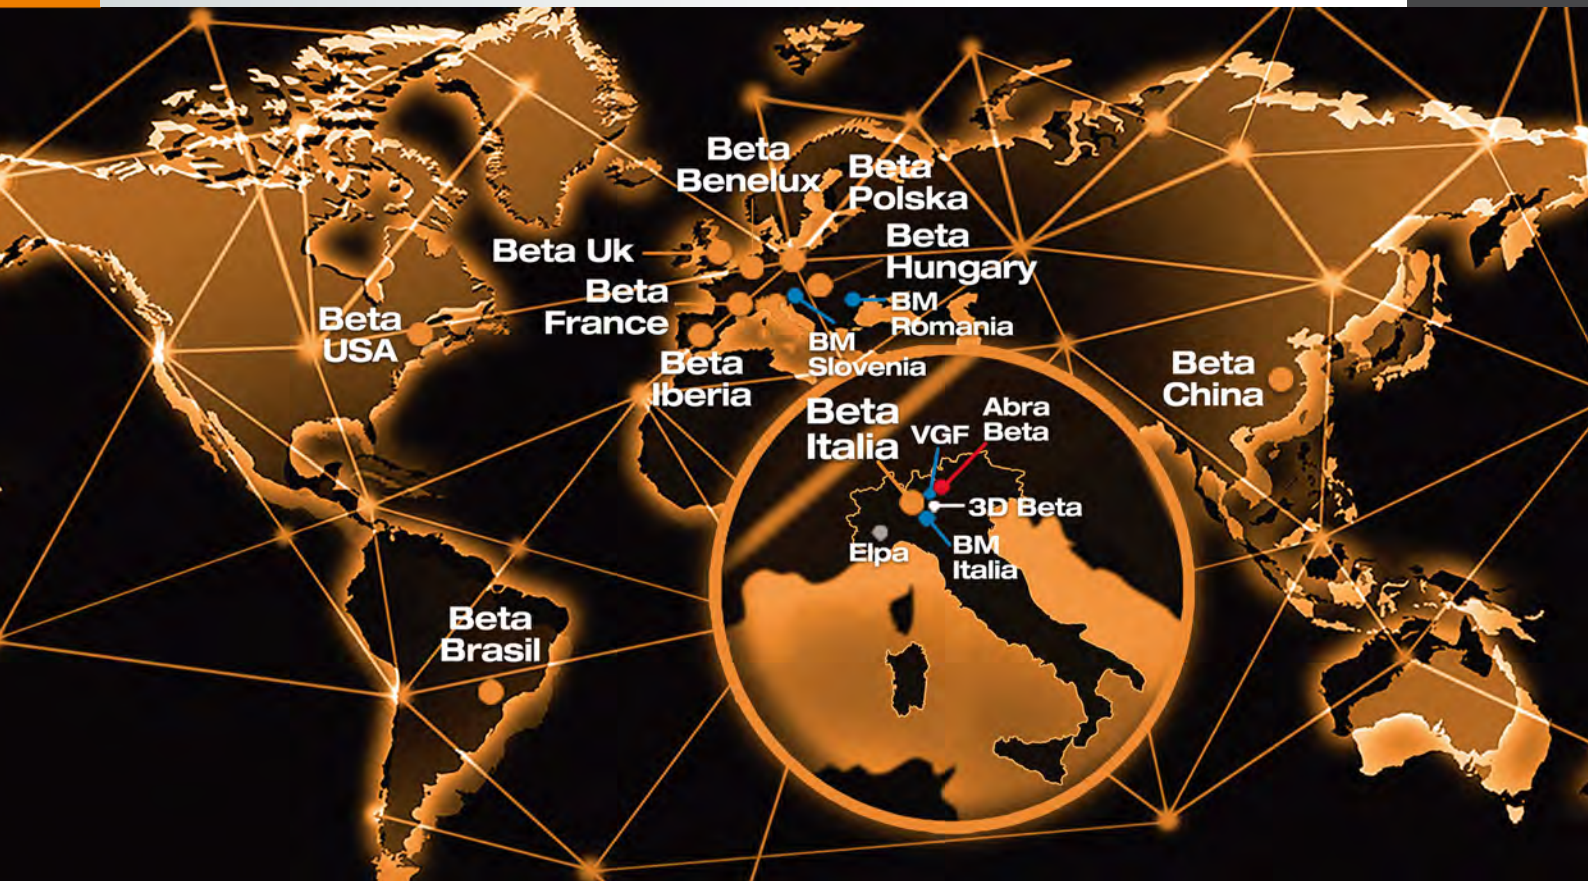 Beta
Benelux
Beta
Polska
Beta Uk
Beta
Hungary
Beta
France
BM
Romania
Beta
USA
BM
Slovenia
Beta
Iberia
Beta
China
Beta
Italia
VGF
Abra
Beta
3D Beta
Elpa
BM
Italia
Beta
Brasil